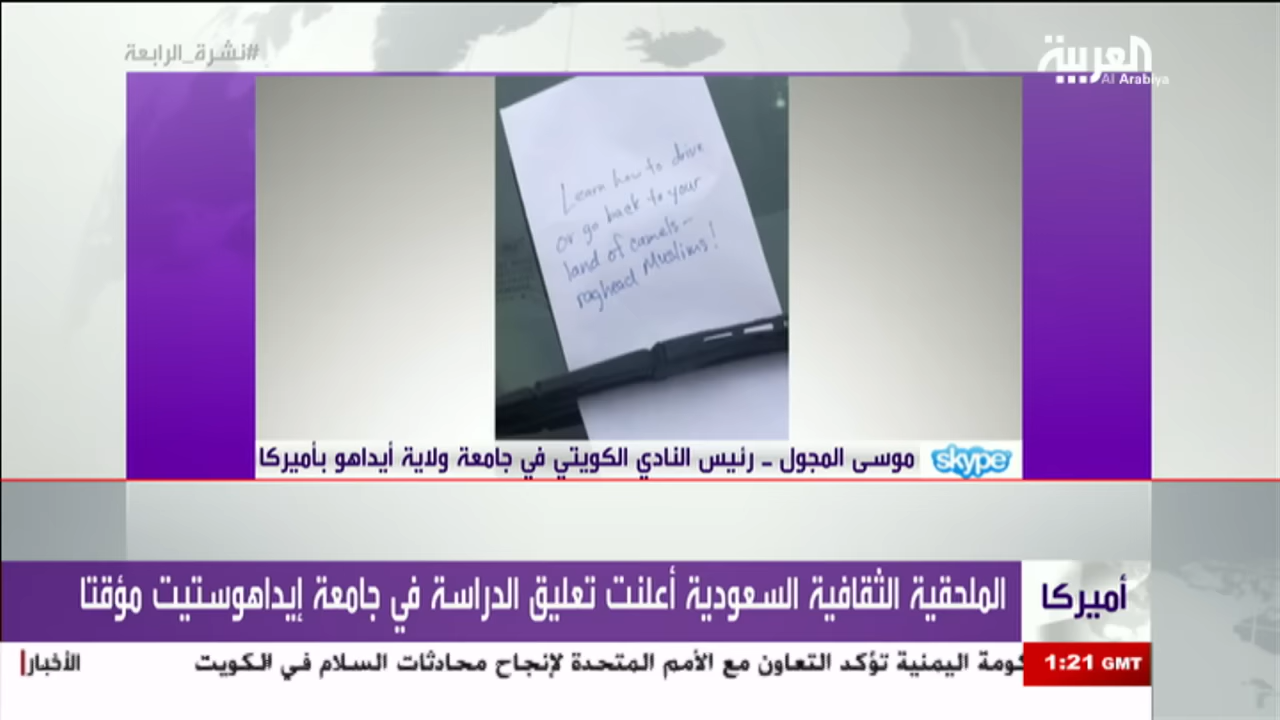 #نشرة_الرابعة
العربية
Al Arabiya
Learn how to drive
or go back to your
land of camels-
raghead Muslims!
موسى المجول ـ رئيس النادي الكويتي في جامعة ولاية أيداهو بأميركا
skype
أميركا
الملحقية الثقافية السعودية أعلنت تعليق الدراسة في جامعة إيداهوستيت مؤقتا
1:21 GMT
كومة اليمنية تؤكد التعاون مع الأمم المتحدة لإنجاح محادثات السلام في الكويت
الأخبار